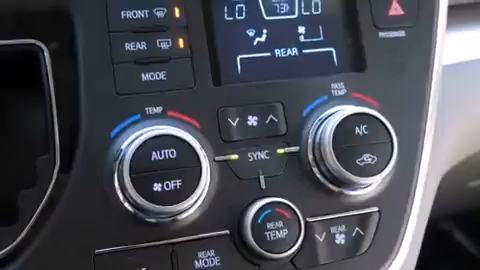 FRONT
REAR
MODE
LO
LO
REAR
PASSENGER
TEMP
PASS
TEMP
AUTO
OFF
SYNC
A/C
REAR
TEMP
REAR
REAR
MODE